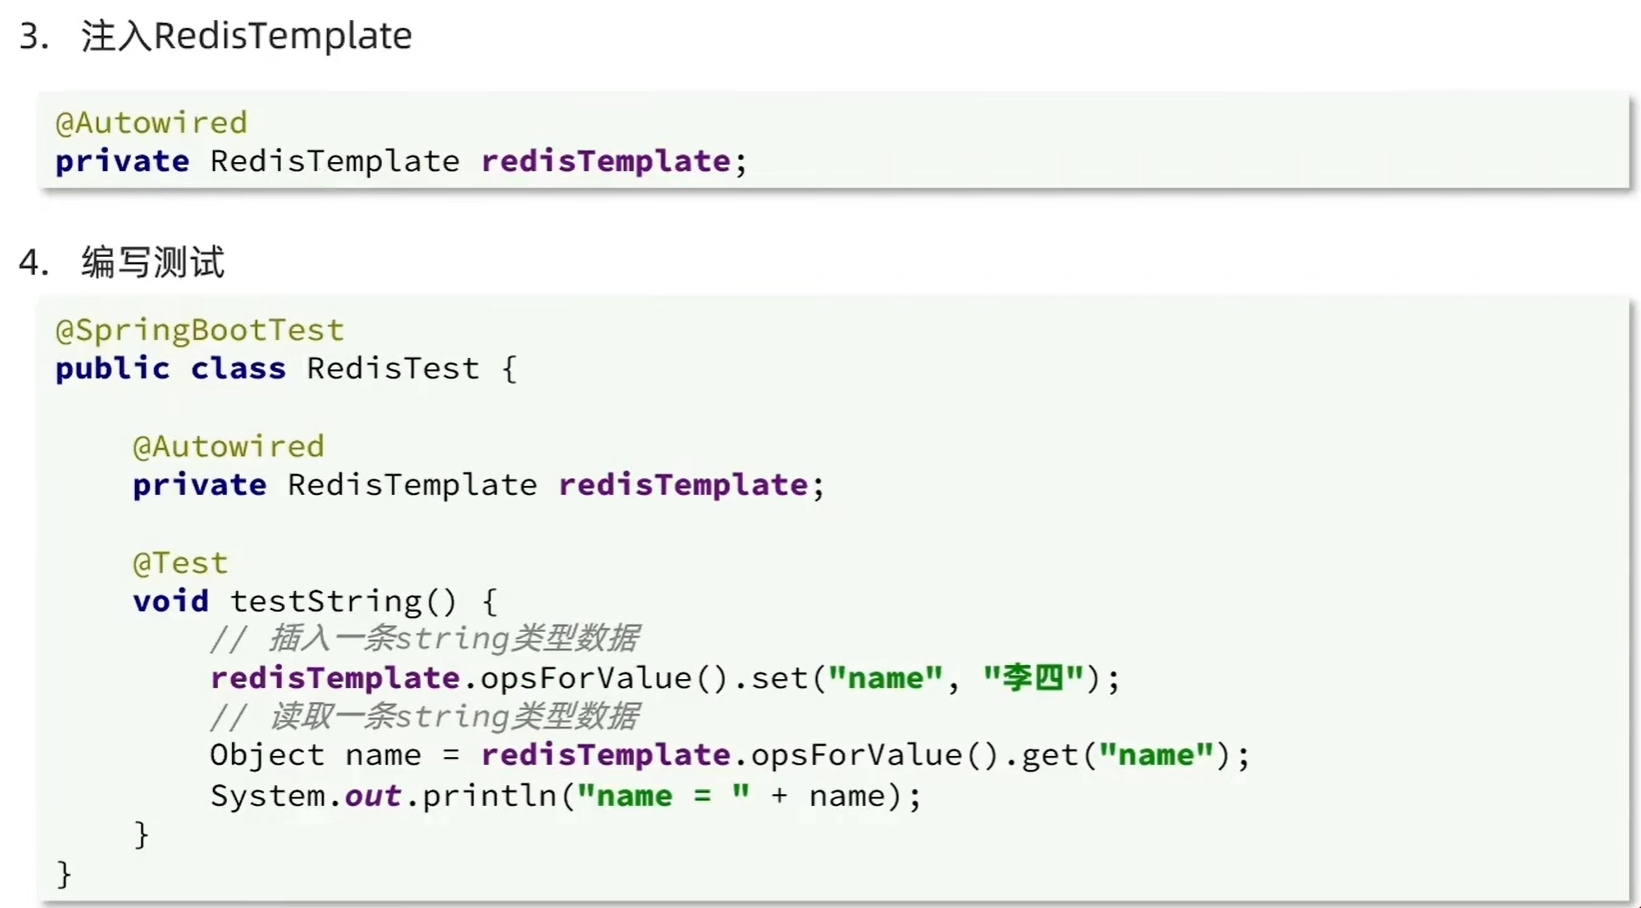 3. 注入RedisTemplate
@Autowired
private RedisTemplate redisTemplate;
4. 编写测试
@SpringBootTest
public class RedisTest {
@Autowired
private RedisTemplate redisTemplate;
@Test
void testString() {
// 插入一条string类型数据
redisTemplate.opsForValue().set("name", "李四");
// 读取一条string类型数据
Object name = redisTemplate.opsForValue().get("name");
System.out.println("name = " + name);
}
}